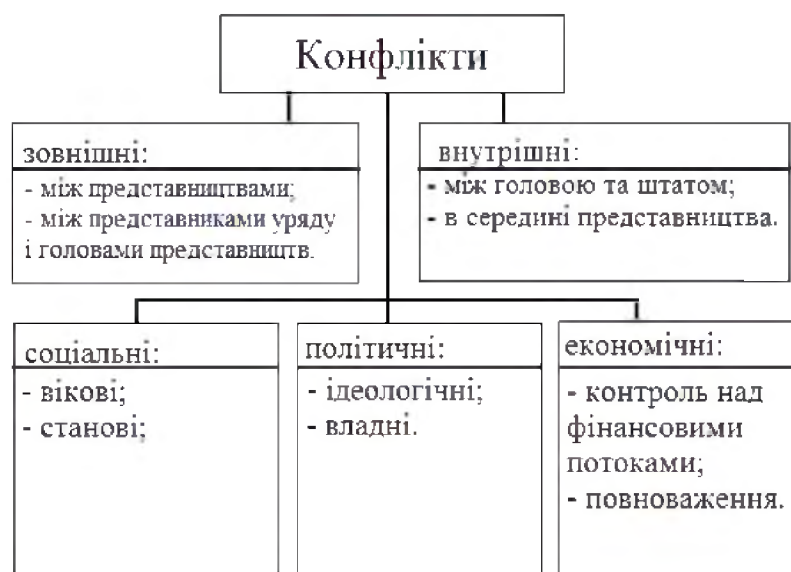 Конфлікти
зовнішні:
- між представництвами;
- між представниками уряду
і головами представництв.
внутрішні:
- між головою та штатом;
- в середині представництва.
соціальні:
- вікові;
- станові;
політичні:
- ідеологічні;
- владні.
економічні:
- контроль над
фінансовими
потоками;
- повноваження.